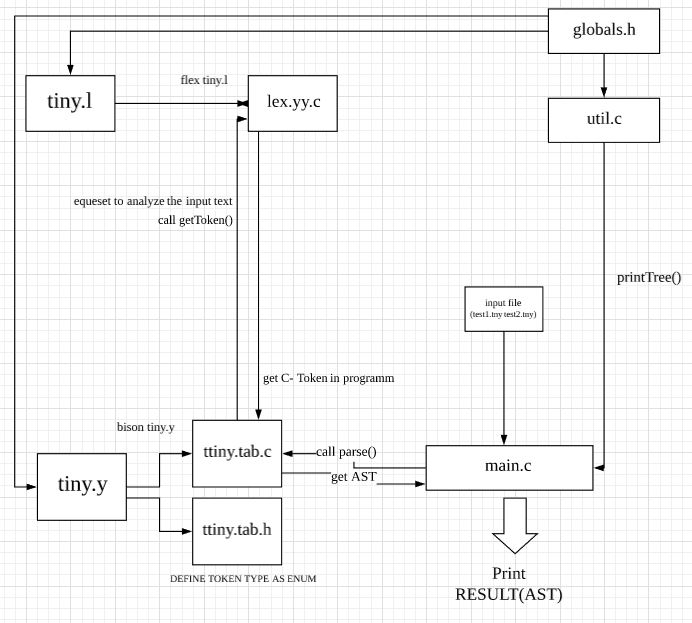 globals.h
flex tiny.l
tiny.l
lex.yy.c
util.c
equeset to analyze the input text
call getToken()
printTree()
input file
(test1.tny test2.tny)
get C- Token in programm
bison tiny.y
ttiny.tab.c
call parse()
main.c
get AST
tiny.y
ttiny.tab.h
DEFINE TOKEN TYPE AS ENUM
Print
RESULT(AST)